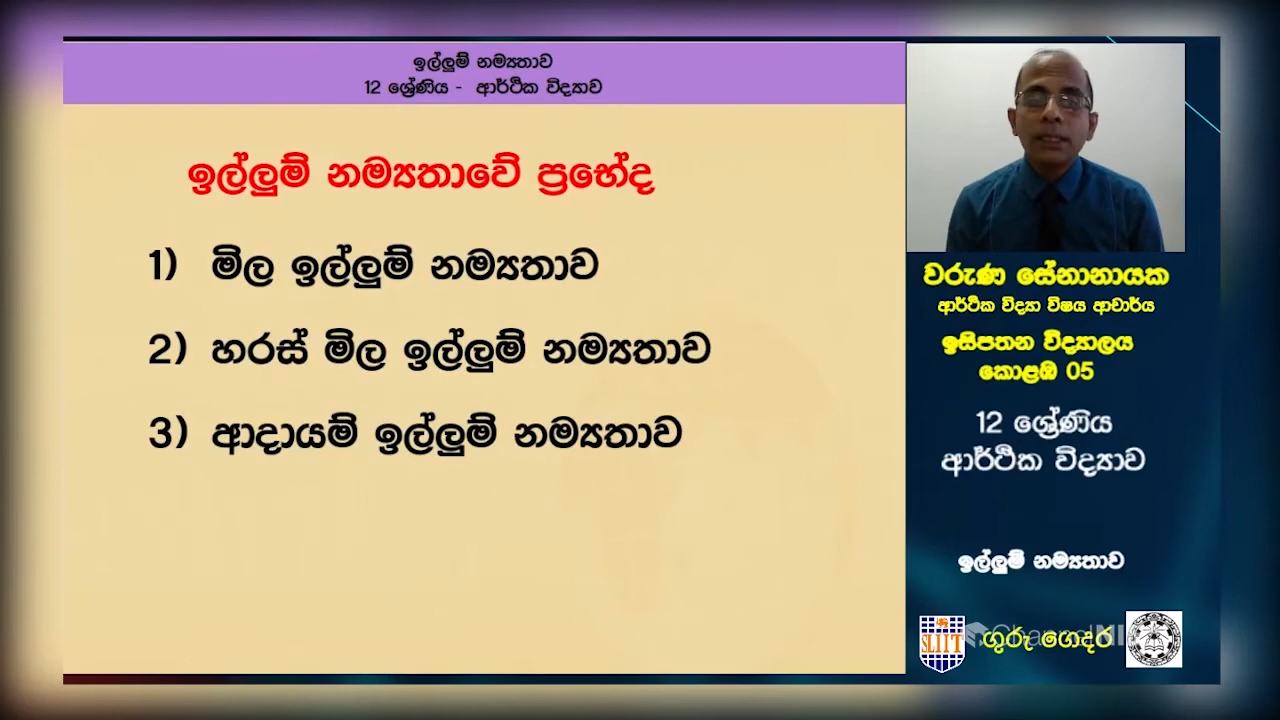 ඉල්ලුම් නම්‍යතාව
12 ශ්‍රේණිය - ආර්ථික විද්‍යාව
ඉල්ලුම් නම්‍යතාවේ ප්‍රභේද
1) මිල ඉල්ලුම් නම්‍යතාව
2) හරස් මිල ඉල්ලුම් නම්‍යතාව
3) ආදායම් ඉල්ලුම් නම්‍යතාව
වරුණ සේනානායක
ආර්ථික විද්‍යා විෂය ආචාර්ය
ඉසිපතන විද්‍යාලය
කොළඹ 05
12 ශ්‍රේණිය
ආර්ථික විද්‍යාව
ඉල්ලුම් නම්‍යතාව
SLIIT
ගුරු ගෙදර